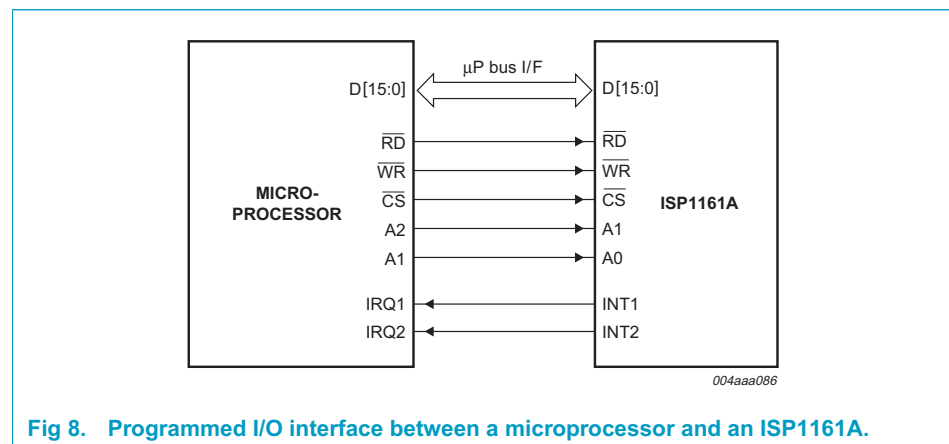 µP bus I/F
D[15:0] D[15:0]
RD RD
WR WR
MICRO-
PROCESSOR
CS CS
ISP1161A
A2 A1
A1 A0
IRQ1 INT1
IRQ2 INT2
004aaa086
Fig 8. Programmed I/O interface between a microprocessor and an ISP1161A.